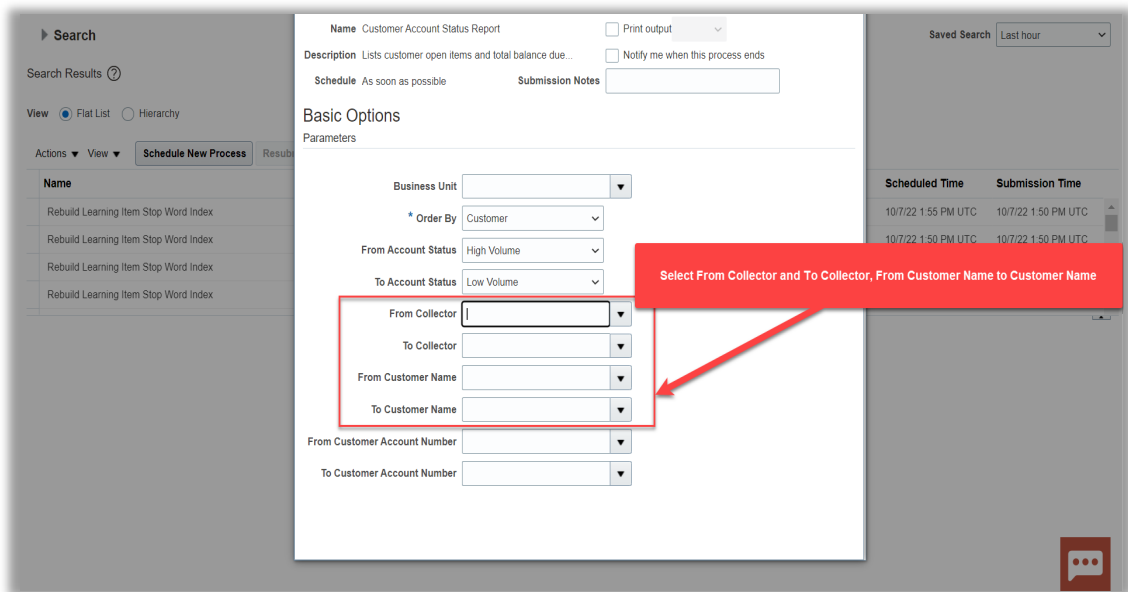 Search
Saved Search Last hour
Search Results ?
View Flat List Hierarchy
Actions View Schedule New Process
Name Scheduled Time Submission Time
Rebuild Learning Item Stop Word Index 10/7/22 1:55 PM UTC 10/7/22 1:50 PM UTC
Rebuild Learning Item Stop Word Index 10/7/22 1:50 PM UTC 10/7/22 1:50 PM UTC
Rebuild Learning Item Stop Word Index
Rebuild Learning Item Stop Word Index
Name Customer Account Status Report Print output
Description Lists customer open items and total balance due... Notify me when this process ends
Schedule As soon as possible Submission Notes
Basic Options
Parameters
Business Unit
* Order By Customer
From Account Status High Volume
To Account Status Low Volume
From Collector
To Collector
From Customer Name
To Customer Name
From Customer Account Number
To Customer Account Number
Select From Collector and To Collector, From Customer Name to Customer Name